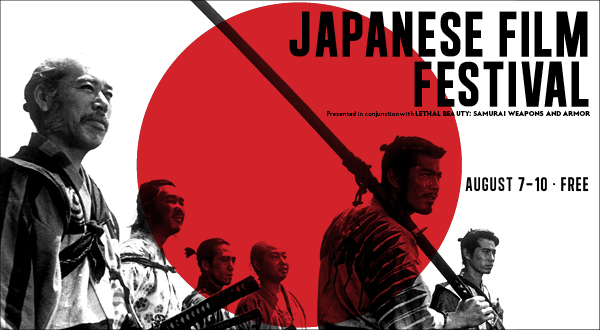 JAPANESE FILM
FESTIVAL
Presented in conjunction with LETHAL BEAUTY: SAMURAI WEAPONS AND ARMOR
AUGUST 7-10 · FREE